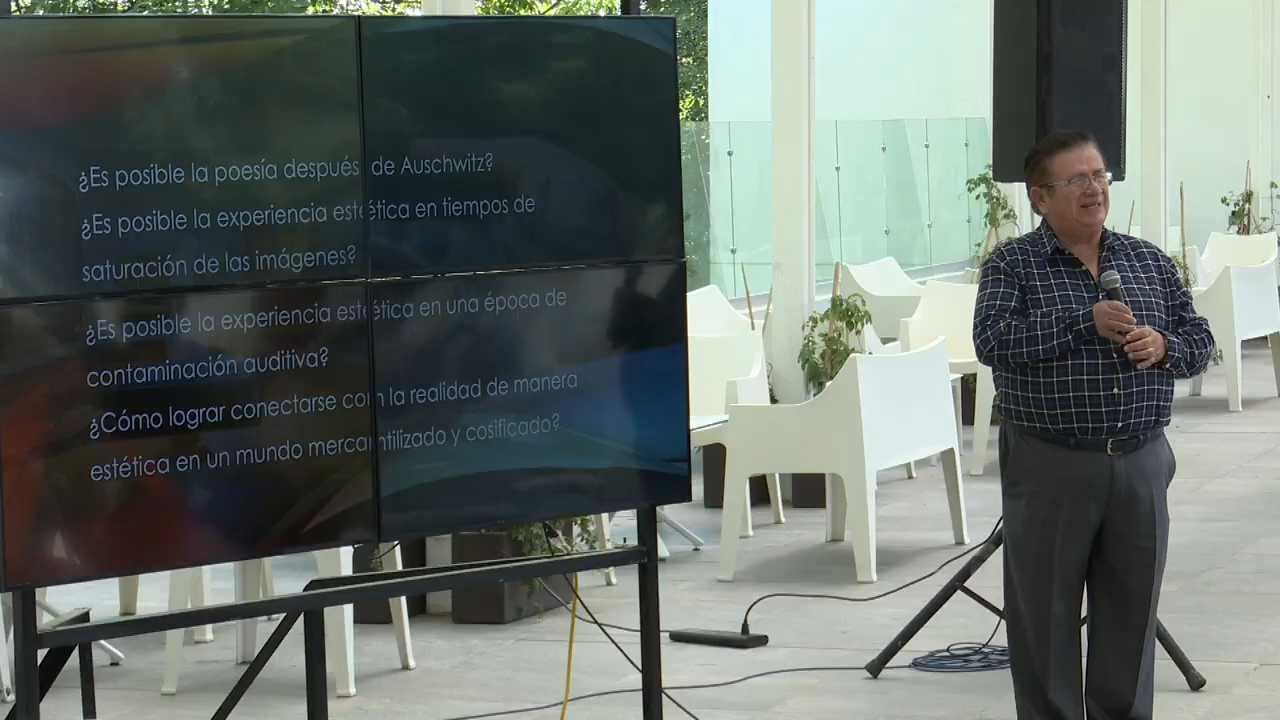 ¿Es posible la poesía después de Auschwitz?
¿Es posible la experiencia estética en tiempos de
saturación de las imágenes?
¿Es posible la experiencia estética en una época de
contaminación auditiva?
¿Cómo lograr conectarse con la realidad de manera
estética en un mundo mercantilizado y cosificado?